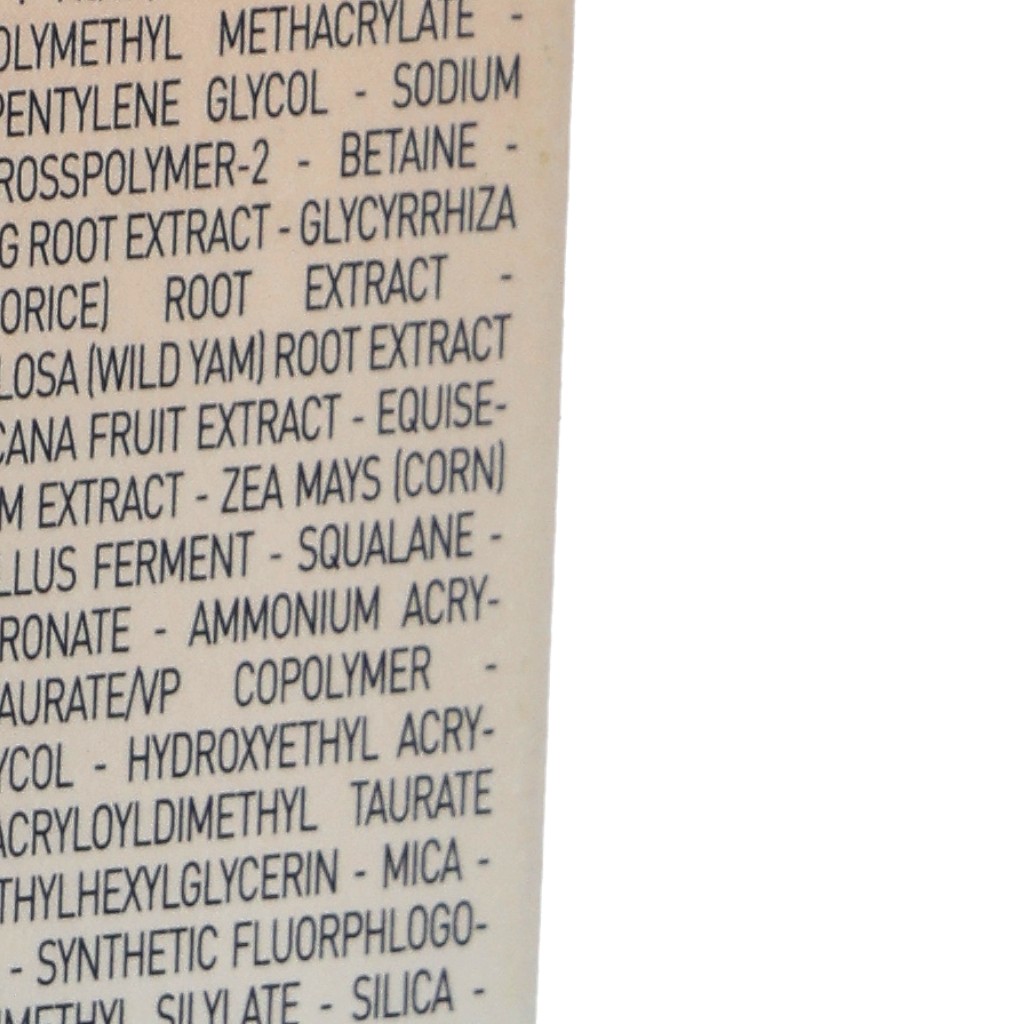 OLYMETHYL METHACRYLATE -
PENTYLENE GLYCOL - SODIUM
ROSSPOLYMER-2 - BETAINE -
G ROOT EXTRACT - GLYCYRRHIZA
ORICE) ROOT EXTRACT -
LOSA (WILD YAM) ROOT EXTRACT
CANA FRUIT EXTRACT - EQUISE-
M EXTRACT - ZEA MAYS (CORN)
LLUS FERMENT - SQUALANE -
RONATE - AMMONIUM ACRY-
AURATE/VP COPOLYMER -
YCOL - HYDROXYETHYL ACRY-
ACRYLOYLDIMETHYL TAURATE
THYLHEXYLGLYCERIN - MICA -
- SYNTHETIC FLUORPHLOGO-
IMETHYL SILYLATE - SILICA -